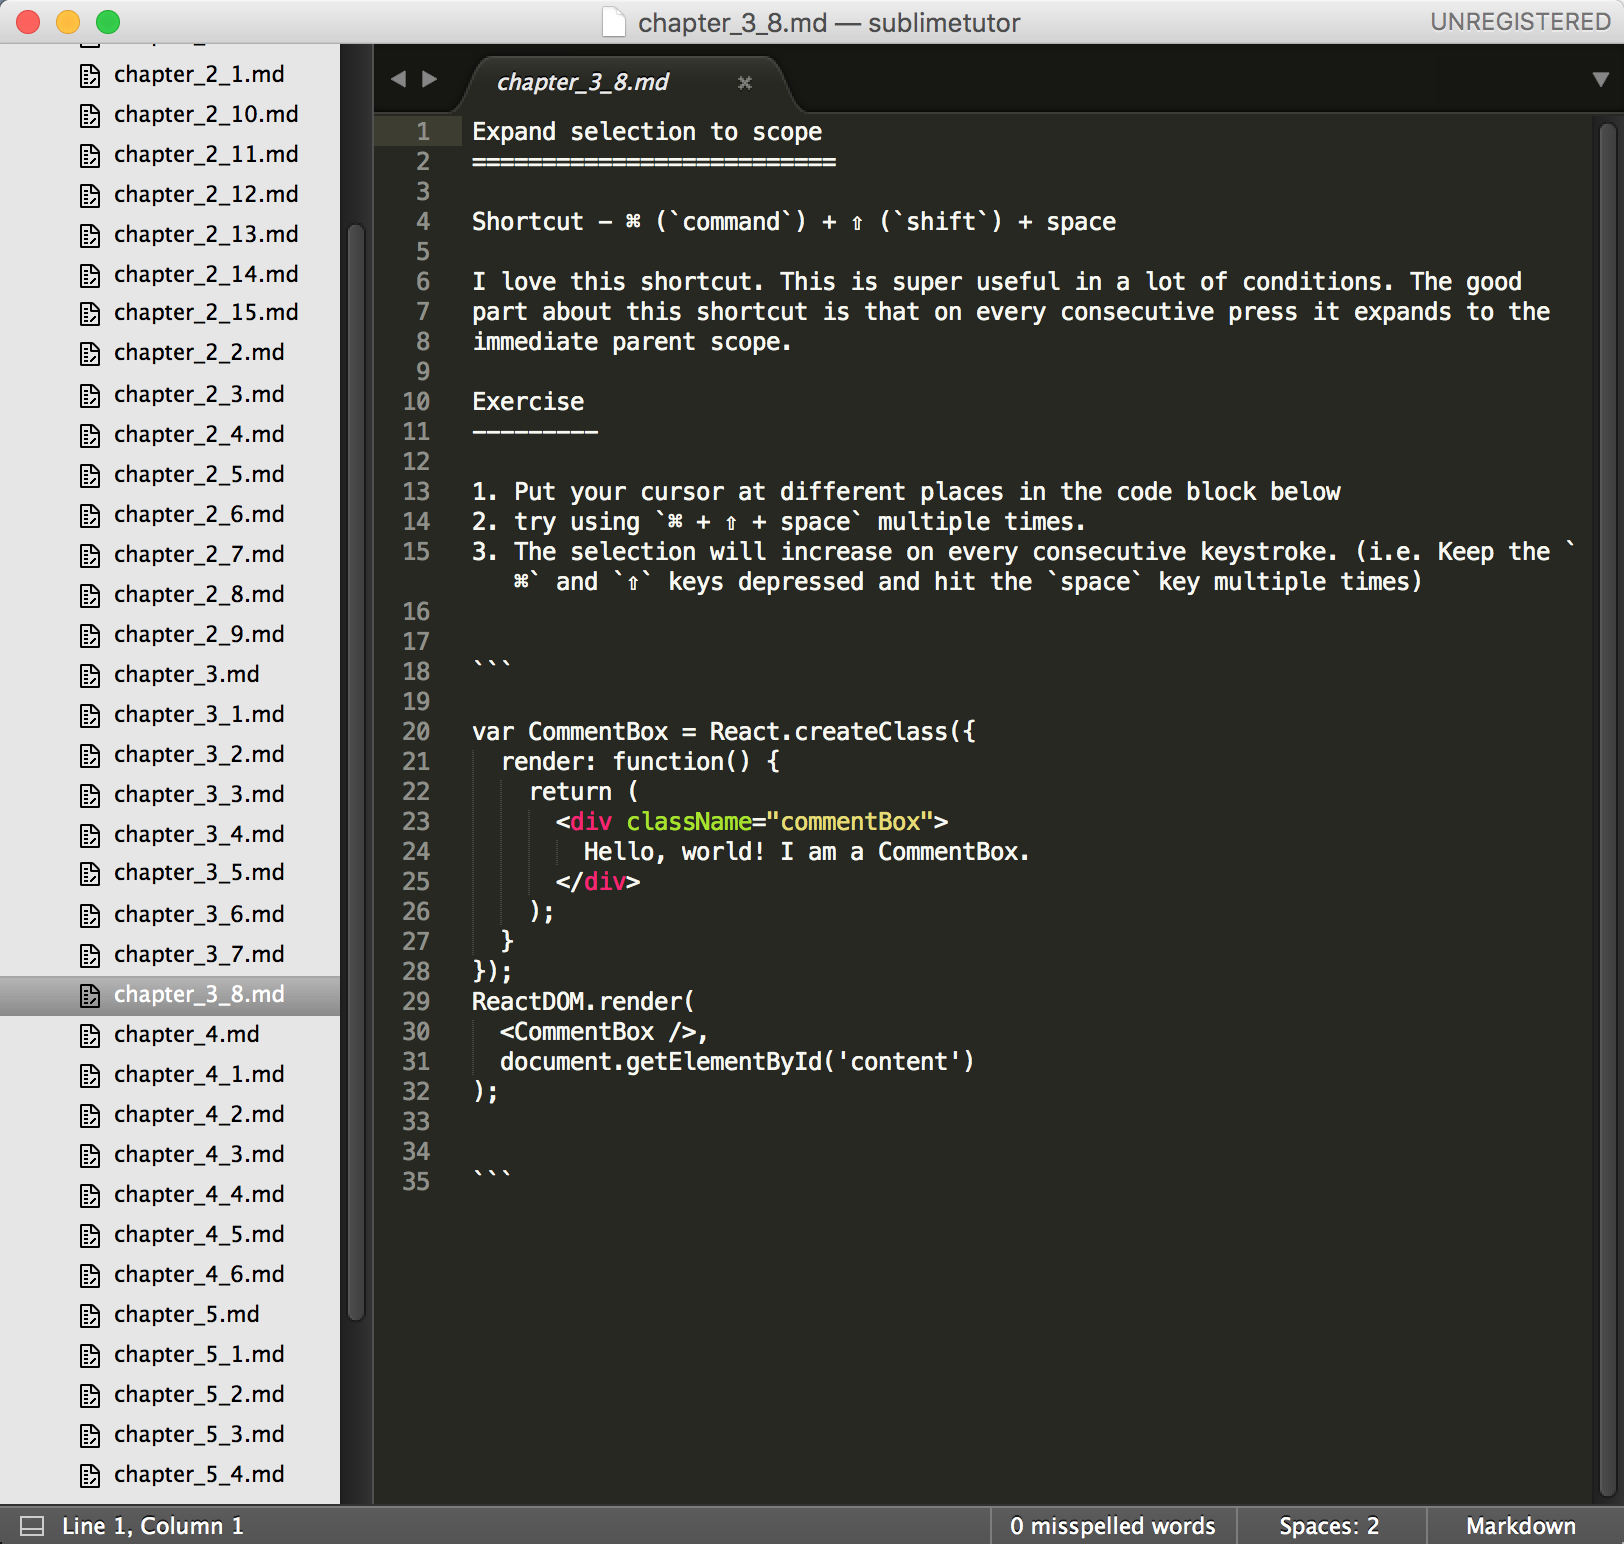 chapter_3_8.md — sublimetutor
UNREGISTERED
chapter_2_1.md
chapter_2_10.md
chapter_2_11.md
chapter_2_12.md
chapter_2_13.md
chapter_2_14.md
chapter_2_15.md
chapter_2_2.md
chapter_2_3.md
chapter_2_4.md
chapter_2_5.md
chapter_2_6.md
chapter_2_7.md
chapter_2_8.md
chapter_2_9.md
chapter_3.md
chapter_3_1.md
chapter_3_2.md
chapter_3_3.md
chapter_3_4.md
chapter_3_5.md
chapter_3_6.md
chapter_3_7.md
chapter_3_8.md
chapter_4.md
chapter_4_1.md
chapter_4_2.md
chapter_4_3.md
chapter_4_4.md
chapter_4_5.md
chapter_4_6.md
chapter_5.md
chapter_5_1.md
chapter_5_2.md
chapter_5_3.md
chapter_5_4.md
chapter_3_8.md
1 Expand selection to scope
2 ==========================
3
4 Shortcut - ⌘ (`command`) + ⇧ (`shift`) + space
5
6 I love this shortcut. This is super useful in a lot of conditions. The good
7 part about this shortcut is that on every consecutive press it expands to the
8 immediate parent scope.
9
10 Exercise
11 ---------
12
13 1. Put your cursor at different places in the code block below
14 2. try using `⌘ + ⇧ + space` multiple times.
15 3. The selection will increase on every consecutive keystroke. (i.e. Keep the `
⌘` and `⇧` keys depressed and hit the `space` key multiple times)
16
17
18 ```
19
20 var CommentBox = React.createClass({
21   render: function() {
22     return (
23       <div className="commentBox">
24         Hello, world! I am a CommentBox.
25       </div>
26     );
27   }
28 });
29 ReactDOM.render(
30   <CommentBox />,
31   document.getElementById('content')
32 );
33
34
35 ```
Line 1, Column 1
0 misspelled words
Spaces: 2
Markdown